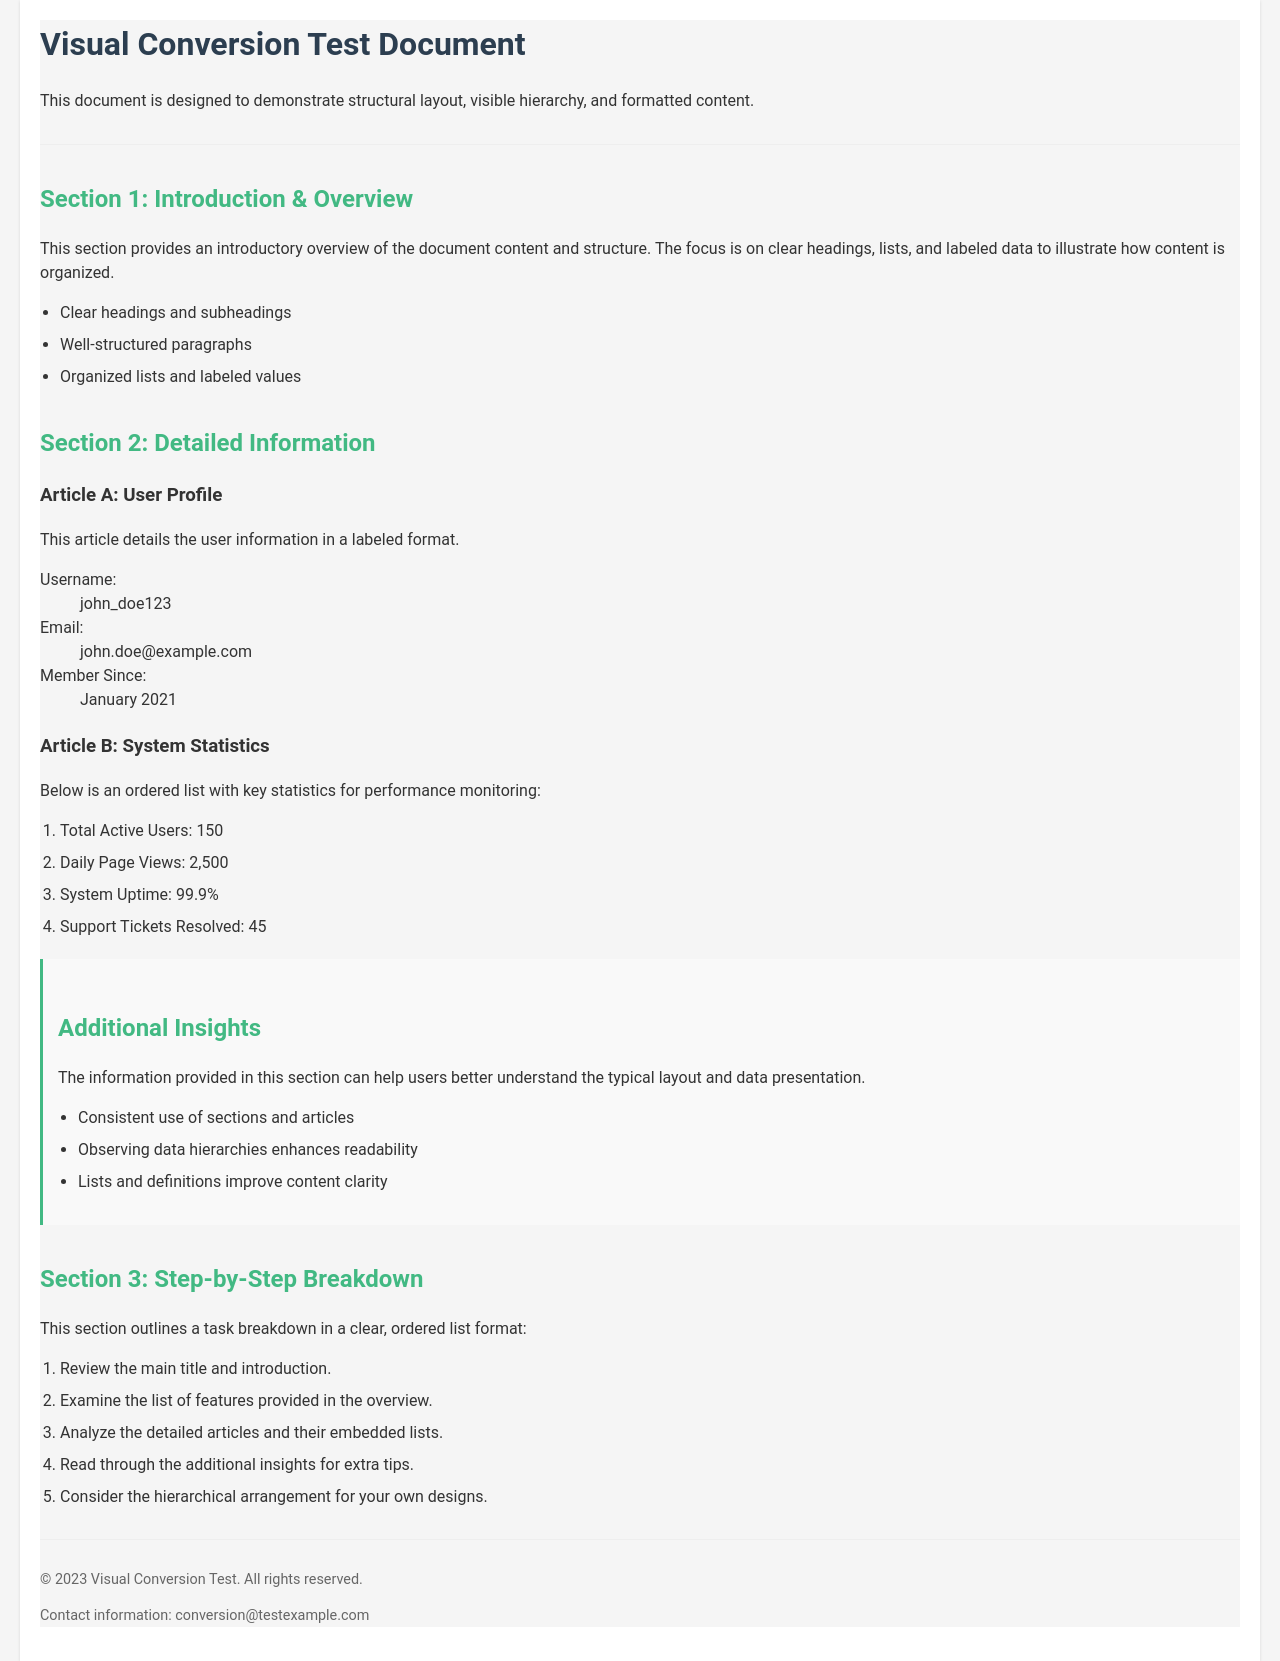 Visual Conversion Test Document
This document is designed to demonstrate structural layout, visible hierarchy, and formatted content.
Section 1: Introduction & Overview
This section provides an introductory overview of the document content and structure. The focus is on clear headings, lists, and labeled data to illustrate how content is
organized.
• Clear headings and subheadings
• Well-structured paragraphs
• Organized lists and labeled values
Section 2: Detailed Information
Article A: User Profile
This article details the user information in a labeled format.
Username:
john_doe123
Email:
john.doe@example.com
Member Since:
January 2021
Article B: System Statistics
Below is an ordered list with key statistics for performance monitoring:
1. Total Active Users: 150
2. Daily Page Views: 2,500
3. System Uptime: 99.9%
4. Support Tickets Resolved: 45
Additional Insights
The information provided in this section can help users better understand the typical layout and data presentation.
• Consistent use of sections and articles
• Observing data hierarchies enhances readability
• Lists and definitions improve content clarity
Section 3: Step-by-Step Breakdown
This section outlines a task breakdown in a clear, ordered list format:
1. Review the main title and introduction.
2. Examine the list of features provided in the overview.
3. Analyze the detailed articles and their embedded lists.
4. Read through the additional insights for extra tips.
5. Consider the hierarchical arrangement for your own designs.
© 2023 Visual Conversion Test. All rights reserved.
Contact information: conversion@testexample.com